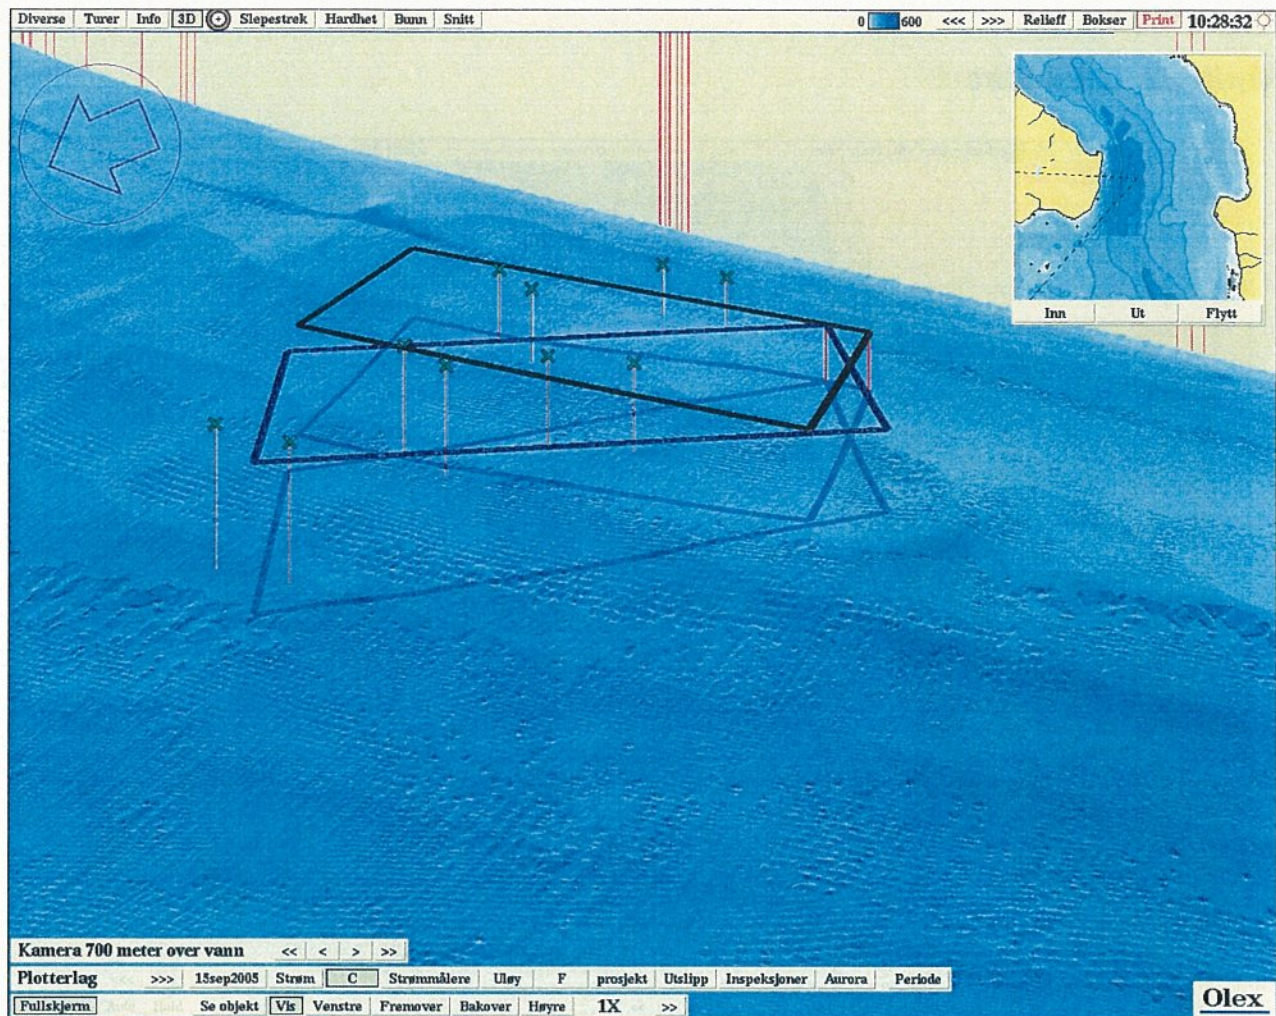 Diverse Turer Info 3D Slepestrek Hardhet Bunn Snitt 0 600 <<< >>> Relieff Bokser Print 10:28:32
Inn Ut Flytt
Kamera 700 meter over vann << < > >>
Plotterlag >>> 15sep2005 Strøm C Strømmålere Uløy F prosjekt Utslipp Inspeksjoner Aurora Periode
Fullskjerm Se objekt Vis Venstre Fremover Bakover Høyre 1X >>
Olex